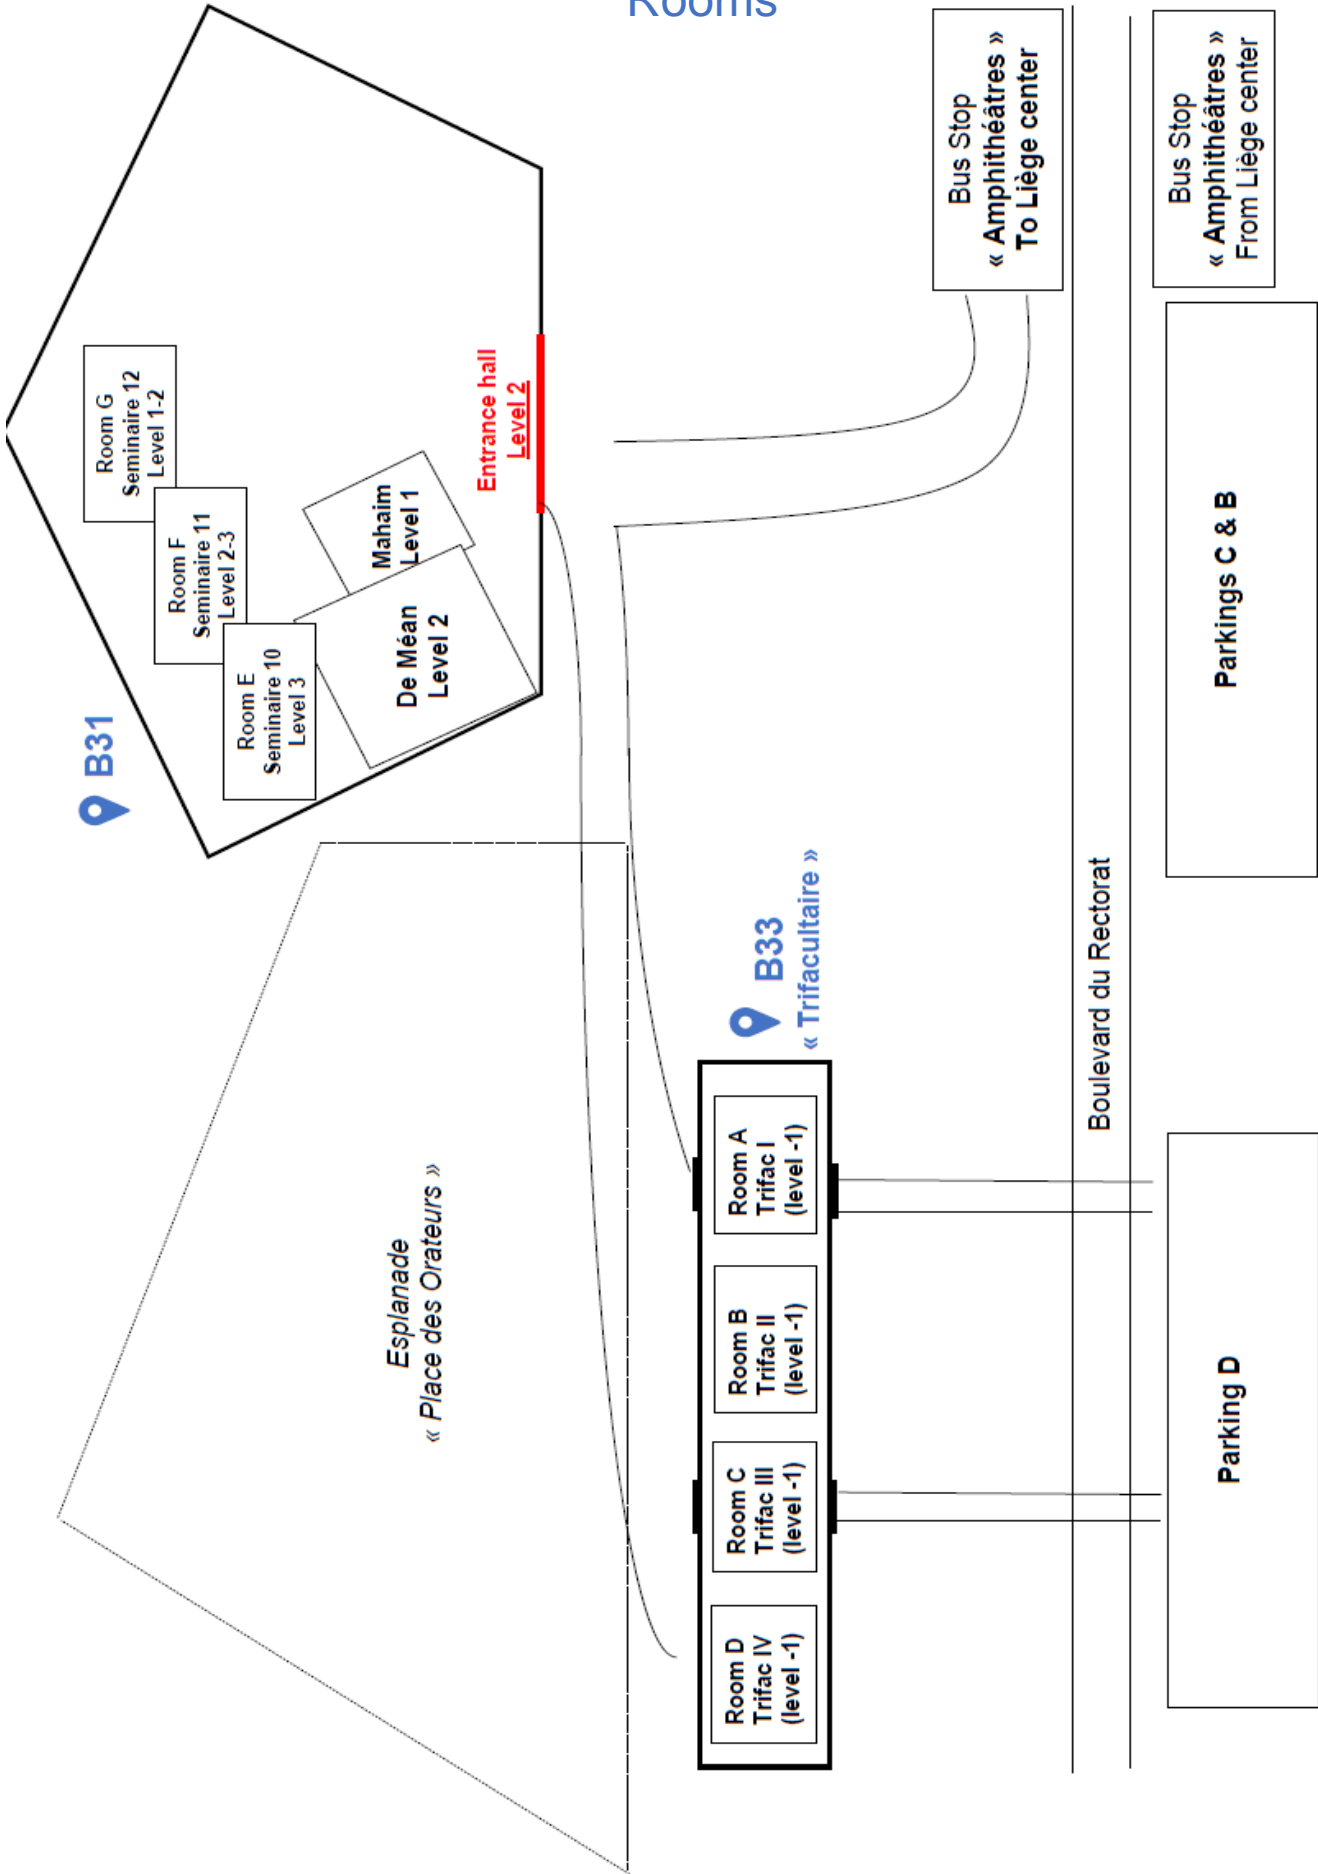 Rooms
B31
Room G
Seminaire 12
Level 1-2
Room F
Seminaire 11
Level 2-3
Room E
Seminaire 10
Level 3
Mahaim
Level 1
De Méan
Level 2
Entrance hall
Level 2
Esplanade
« Place des Orateurs »
B33
« Trifacultaire »
Room D
Trifac IV
(level -1)
Room C
Trifac III
(level -1)
Room B
Trifac II
(level -1)
Room A
Trifac I
(level -1)
Bus Stop
« Amphithéâtres »
To Liège center
Boulevard du Rectorat
Bus Stop
« Amphithéâtres »
From Liège center
Parking D
Parkings C & B